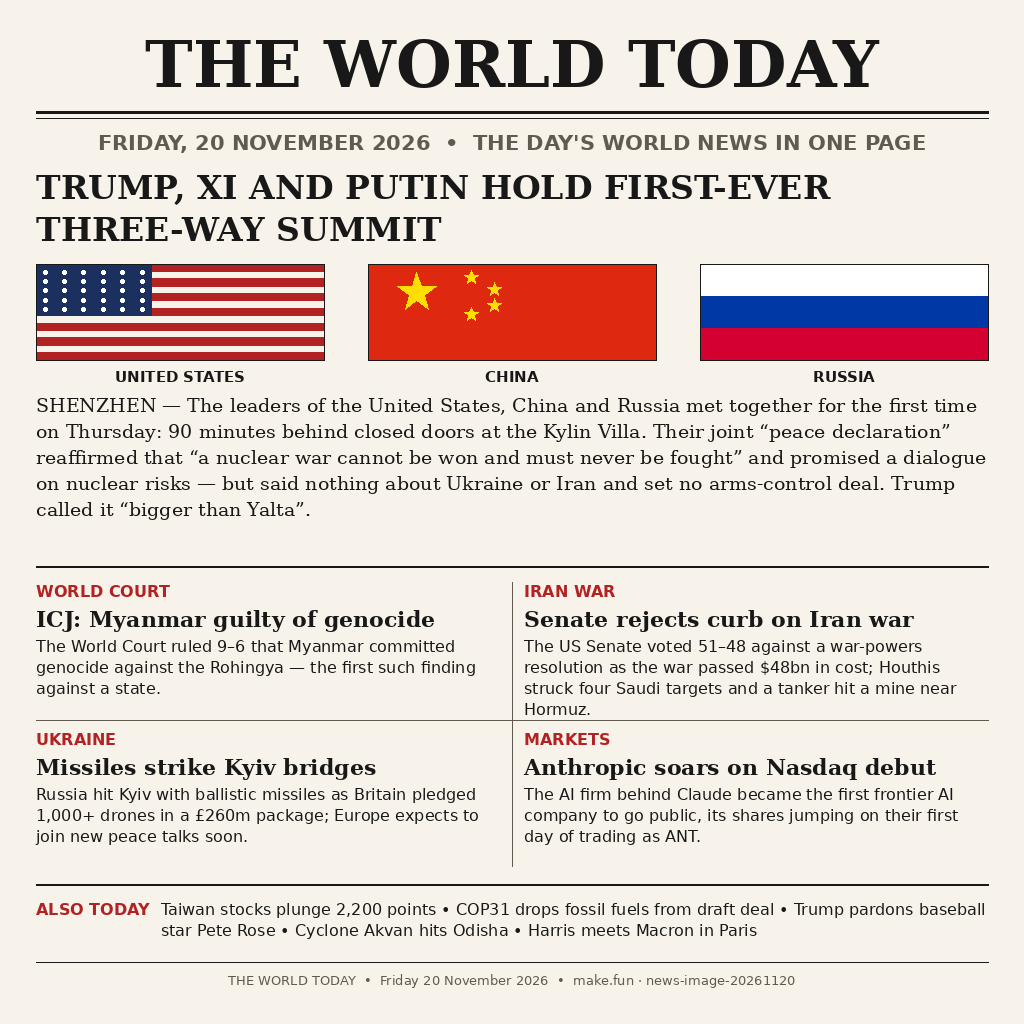 THE WORLD TODAY
FRIDAY, 20 NOVEMBER 2026 • THE DAY'S WORLD NEWS IN ONE PAGE
TRUMP, XI AND PUTIN HOLD FIRST-EVER
THREE-WAY SUMMIT
UNITED STATES
CHINA
RUSSIA
SHENZHEN — The leaders of the United States, China and Russia met together for the first time
on Thursday: 90 minutes behind closed doors at the Kylin Villa. Their joint “peace declaration”
reaffirmed that “a nuclear war cannot be won and must never be fought” and promised a dialogue
on nuclear risks — but said nothing about Ukraine or Iran and set no arms-control deal. Trump
called it “bigger than Yalta”.
WORLD COURT
ICJ: Myanmar guilty of genocide
The World Court ruled 9–6 that Myanmar committed
genocide against the Rohingya — the first such finding
against a state.
IRAN WAR
Senate rejects curb on Iran war
The US Senate voted 51–48 against a war-powers
resolution as the war passed $48bn in cost; Houthis
struck four Saudi targets and a tanker hit a mine near
Hormuz.
UKRAINE
Missiles strike Kyiv bridges
Russia hit Kyiv with ballistic missiles as Britain pledged
1,000+ drones in a £260m package; Europe expects to
join new peace talks soon.
MARKETS
Anthropic soars on Nasdaq debut
The AI firm behind Claude became the first frontier AI
company to go public, its shares jumping on their first
day of trading as ANT.
ALSO TODAY Taiwan stocks plunge 2,200 points • COP31 drops fossil fuels from draft deal • Trump pardons baseball
star Pete Rose • Cyclone Akvan hits Odisha • Harris meets Macron in Paris
THE WORLD TODAY • Friday 20 November 2026 • make.fun · news-image-20261120